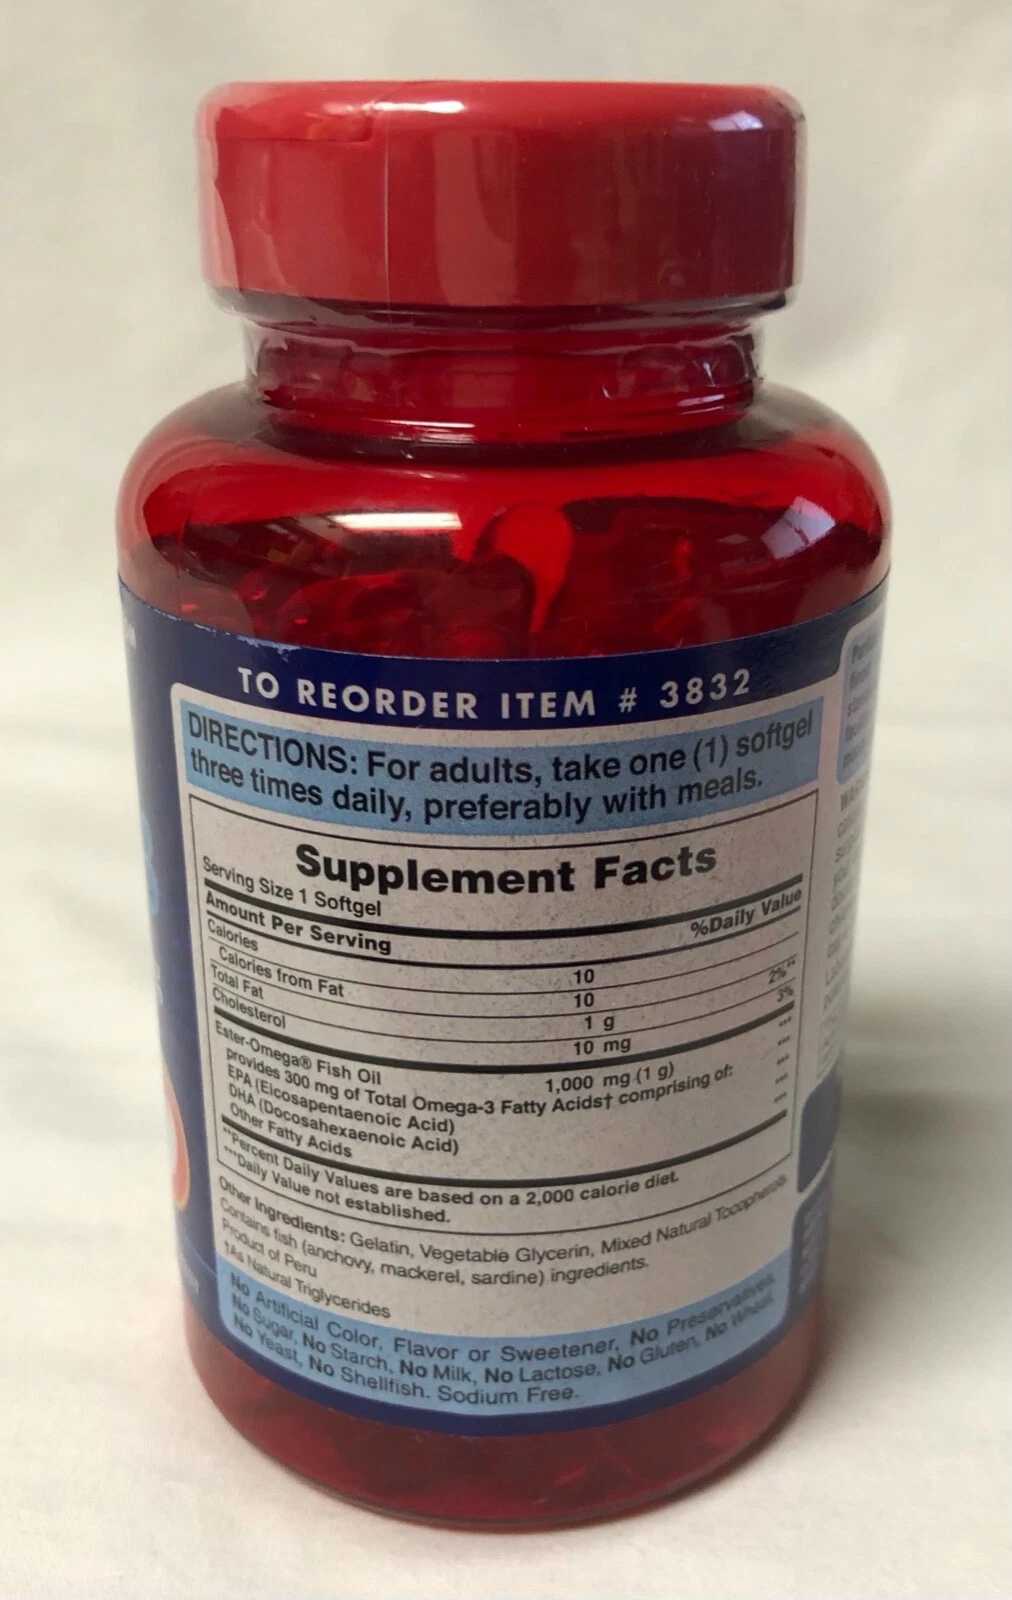 TO REORDER ITEM # 3832
DIRECTIONS: For adults, take one (1) softgel
three times daily, preferably with meals.
Supplement Facts
Serving Size 1 Softgel
Amount Per Serving %Daily Value
Calories 10
Calories from Fat 10
Total Fat 1 g 2%**
Cholesterol 10 mg 3%
Ester-Omega® Fish Oil 1,000 mg (1 g) ***
provides 300 mg of Total Omega-3 Fatty Acids† comprising of: ***
EPA (Eicosapentaenoic Acid) ***
DHA (Docosahexaenoic Acid) ***
Other Fatty Acids ***
**Percent Daily Values are based on a 2,000 calorie diet.
***Daily Value not established.
Other Ingredients: Gelatin, Vegetable Glycerin, Mixed Natural Tocopherols.
Contains fish (anchovy, mackerel, sardine) ingredients.
Product of Peru
†As Natural Triglycerides
No Artificial Color, Flavor or Sweetener, No Preservatives,
No Sugar, No Starch, No Milk, No Lactose, No Gluten, No Wheat,
No Yeast, No Shellfish. Sodium Free.